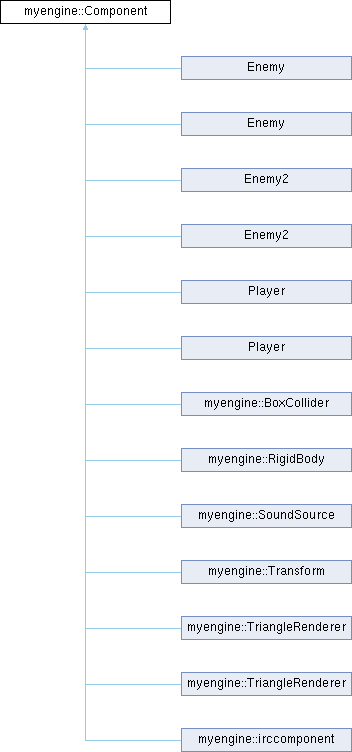 myengine::Component
Enemy
Enemy
Enemy2
Enemy2
Player
Player
myengine::BoxCollider
myengine::RigidBody
myengine::SoundSource
myengine::Transform
myengine::TriangleRenderer
myengine::TriangleRenderer
myengine::irccomponent